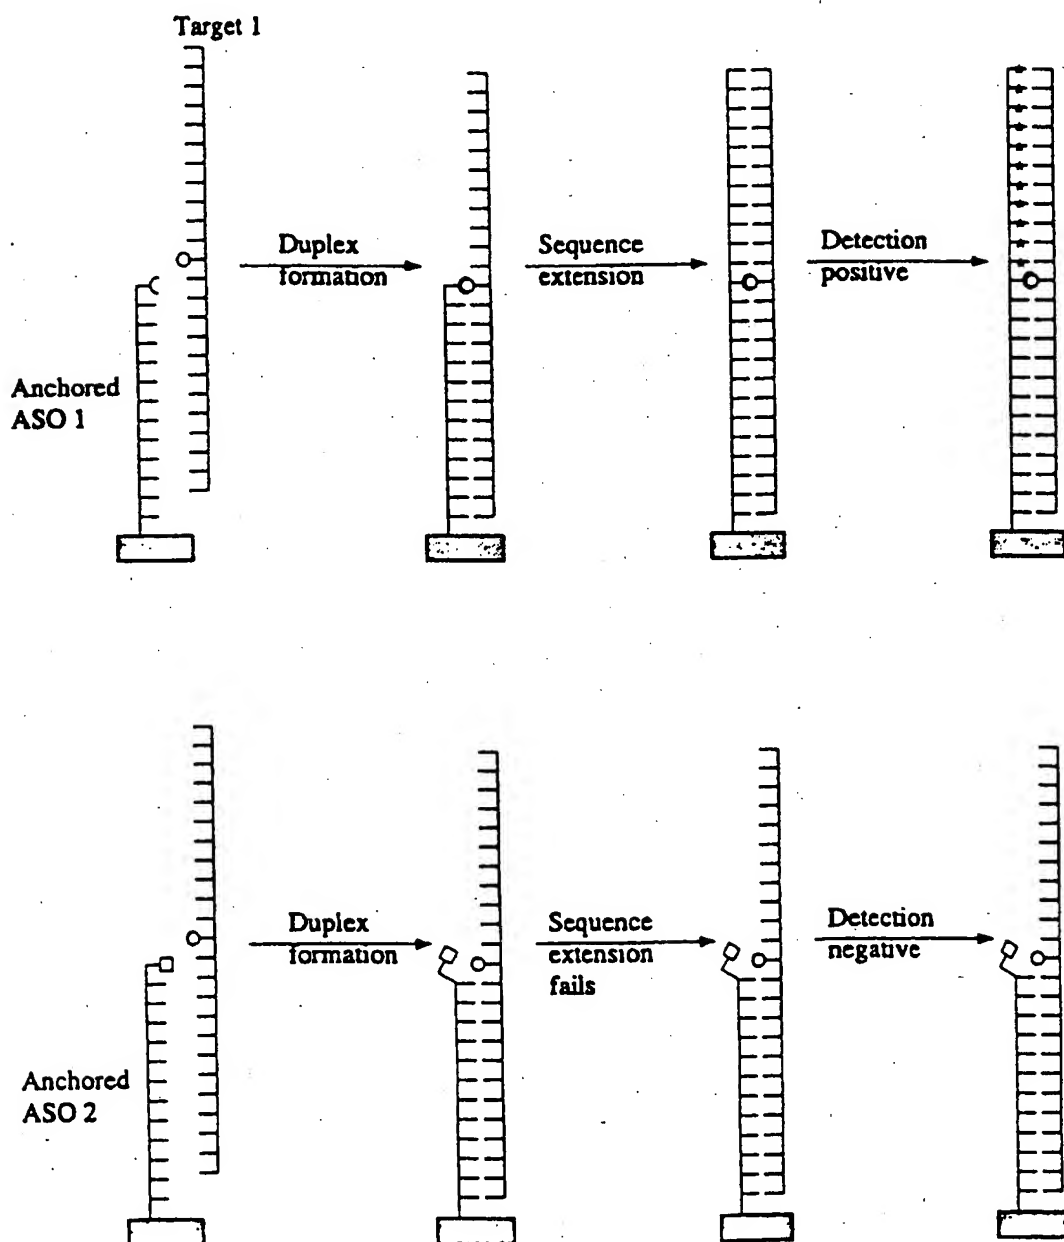 Target 1
Duplex
formation
Sequence
extension
Detection
positive
Anchored
ASO 1
Duplex
formation
Sequence
extension
fails
Detection
negative
Anchored
ASO 2